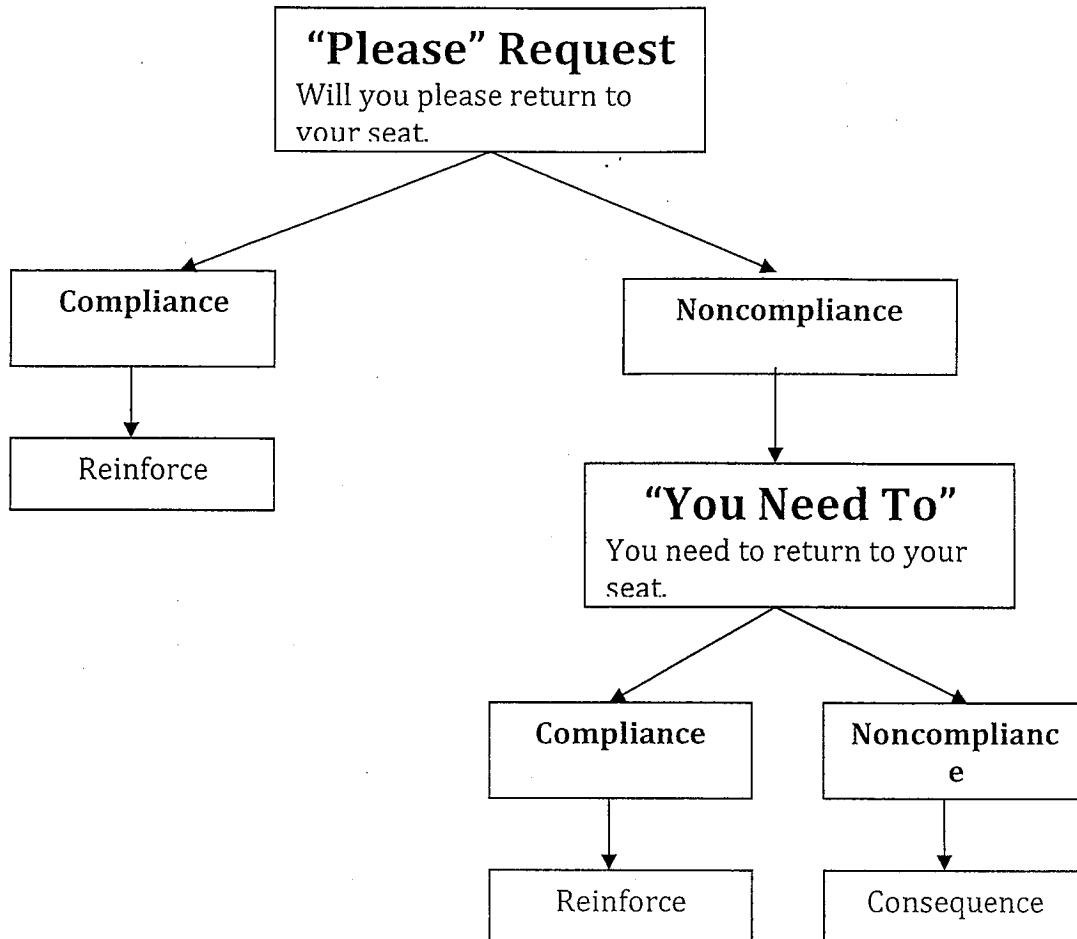 “Please” Request
Will you please return to
your seat.
Compliance
Noncompliance
Reinforce
“You Need To”
You need to return to your
seat.
Compliance
Noncomplianc
e
Reinforce
Consequence